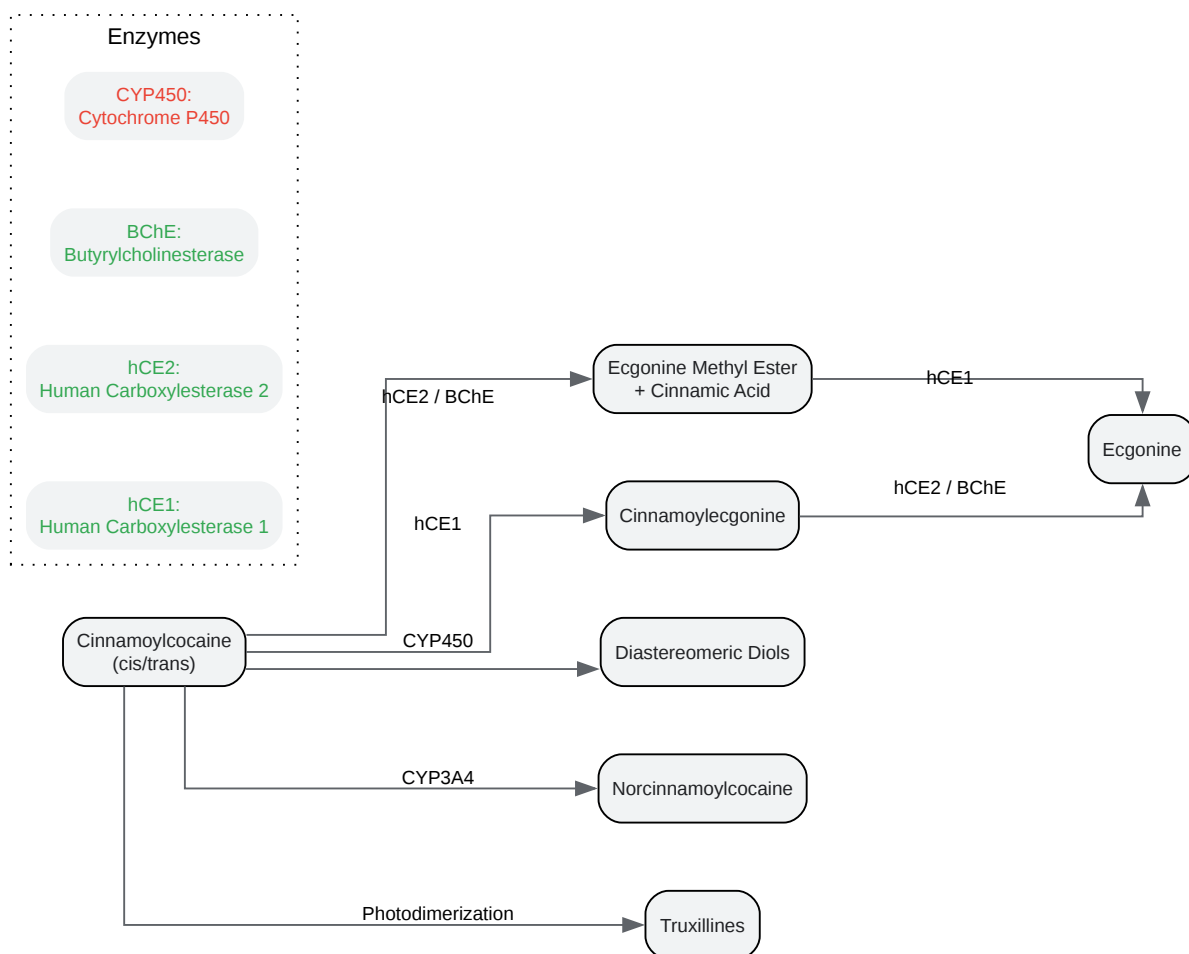 Enzymes
CYP450:
Cytochrome P450
BChE:
Butyrylcholinesterase
hCE2:
Human Carboxylesterase 2
hCE1:
Human Carboxylesterase 1
Ecgonine Methyl Ester
+ Cinnamic Acid
hCE1
hCE2 / BChE
Ecgonine
hCE2 / BChE
Cinnamoylecgonine
hCE1
Cinnamoylcocaine
(cis/trans)
CYP450
Diastereomeric Diols
CYP3A4
Norcinnamoylcocaine
Photodimerization
Truxillines